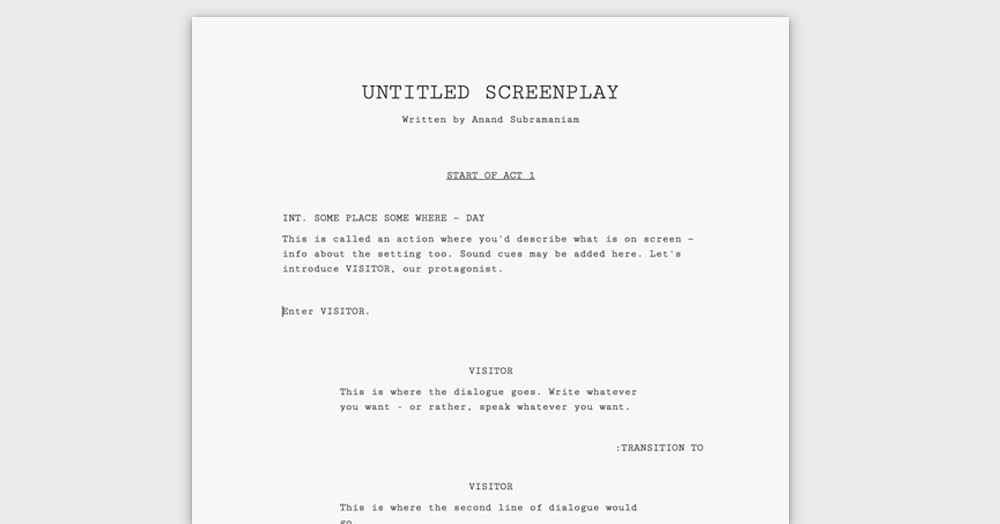 UNTITLED SCREENPLAY
Written by Anand Subramaniam
START OF ACT 1
INT. SOME PLACE SOME WHERE – DAY
This is called an action where you'd describe what is on screen –
info about the setting too. Sound cues may be added here. Let's
introduce VISITOR, our protagonist.
Enter VISITOR.
VISITOR
This is where the dialogue goes. Write whatever
you want - or rather, speak whatever you want.
:TRANSITION TO
VISITOR
This is where the second line of dialogue would
go.